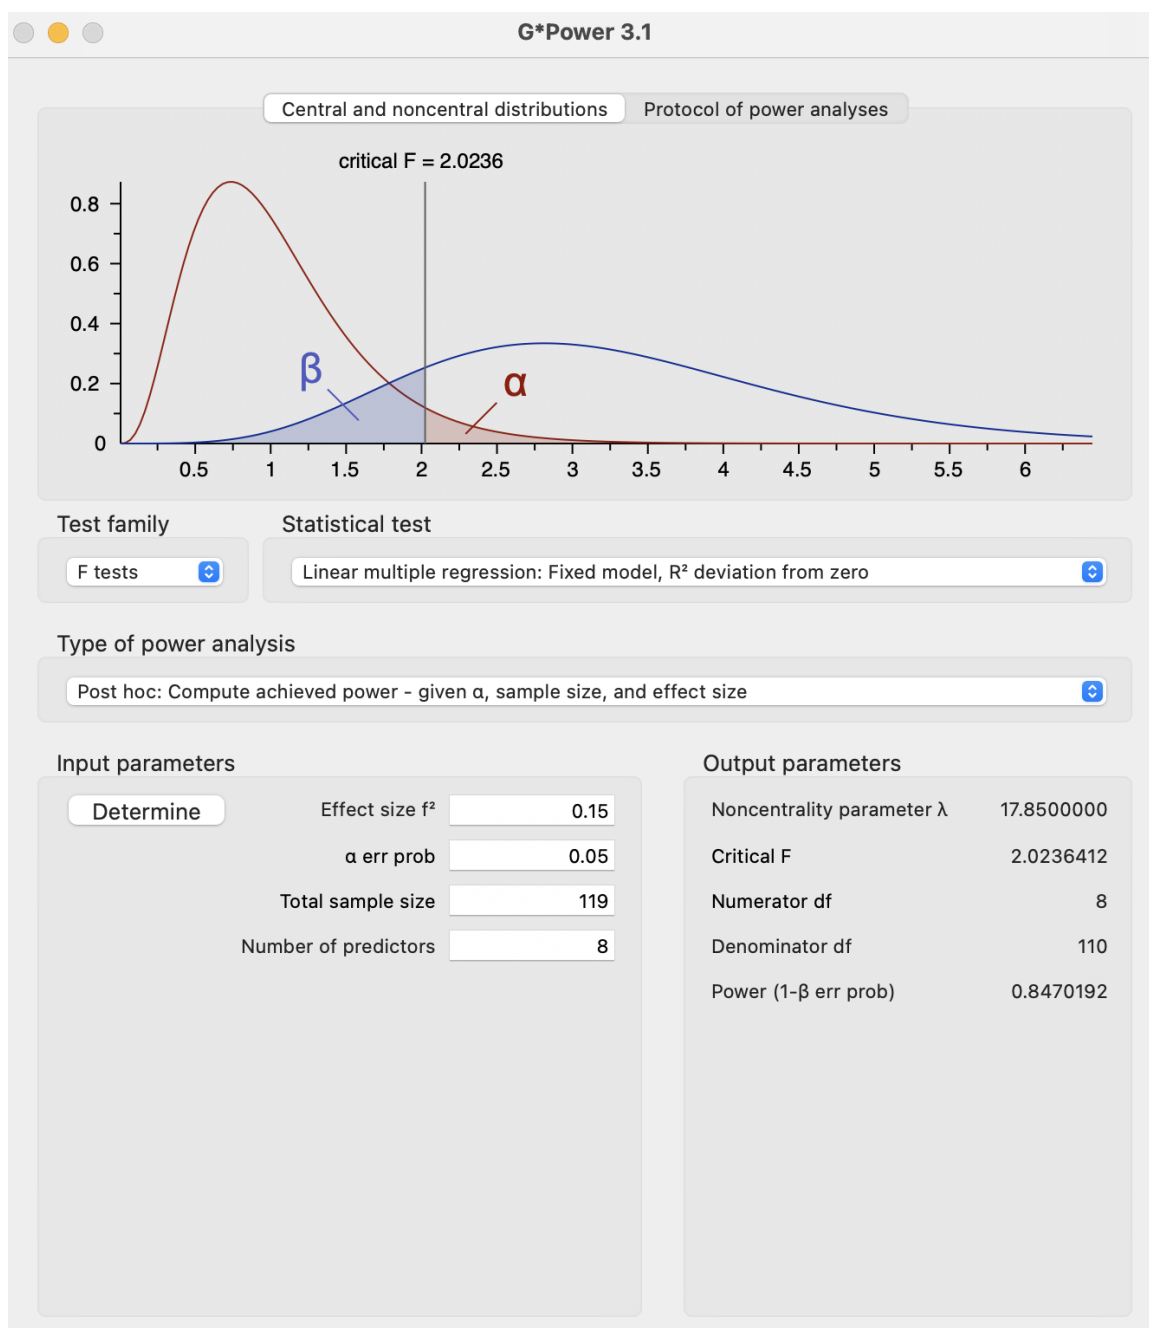 G*Power 3.1
Central and noncentral distributions Protocol of power analyses
critical F = 2.0236
0.8
0.6
0.4
0.2
0
β
α
0.5 1 1.5 2 2.5 3 3.5 4 4.5 5 5.5 6
Test family Statistical test
F tests Linear multiple regression: Fixed model, R² deviation from zero
Type of power analysis
Post hoc: Compute achieved power - given α, sample size, and effect size
Input parameters
Determine
Effect size f² 0.15
α err prob 0.05
Total sample size 119
Number of predictors 8
Output parameters
Noncentrality parameter λ 17.8500000
Critical F 2.0236412
Numerator df 8
Denominator df 110
Power (1-β err prob) 0.8470192